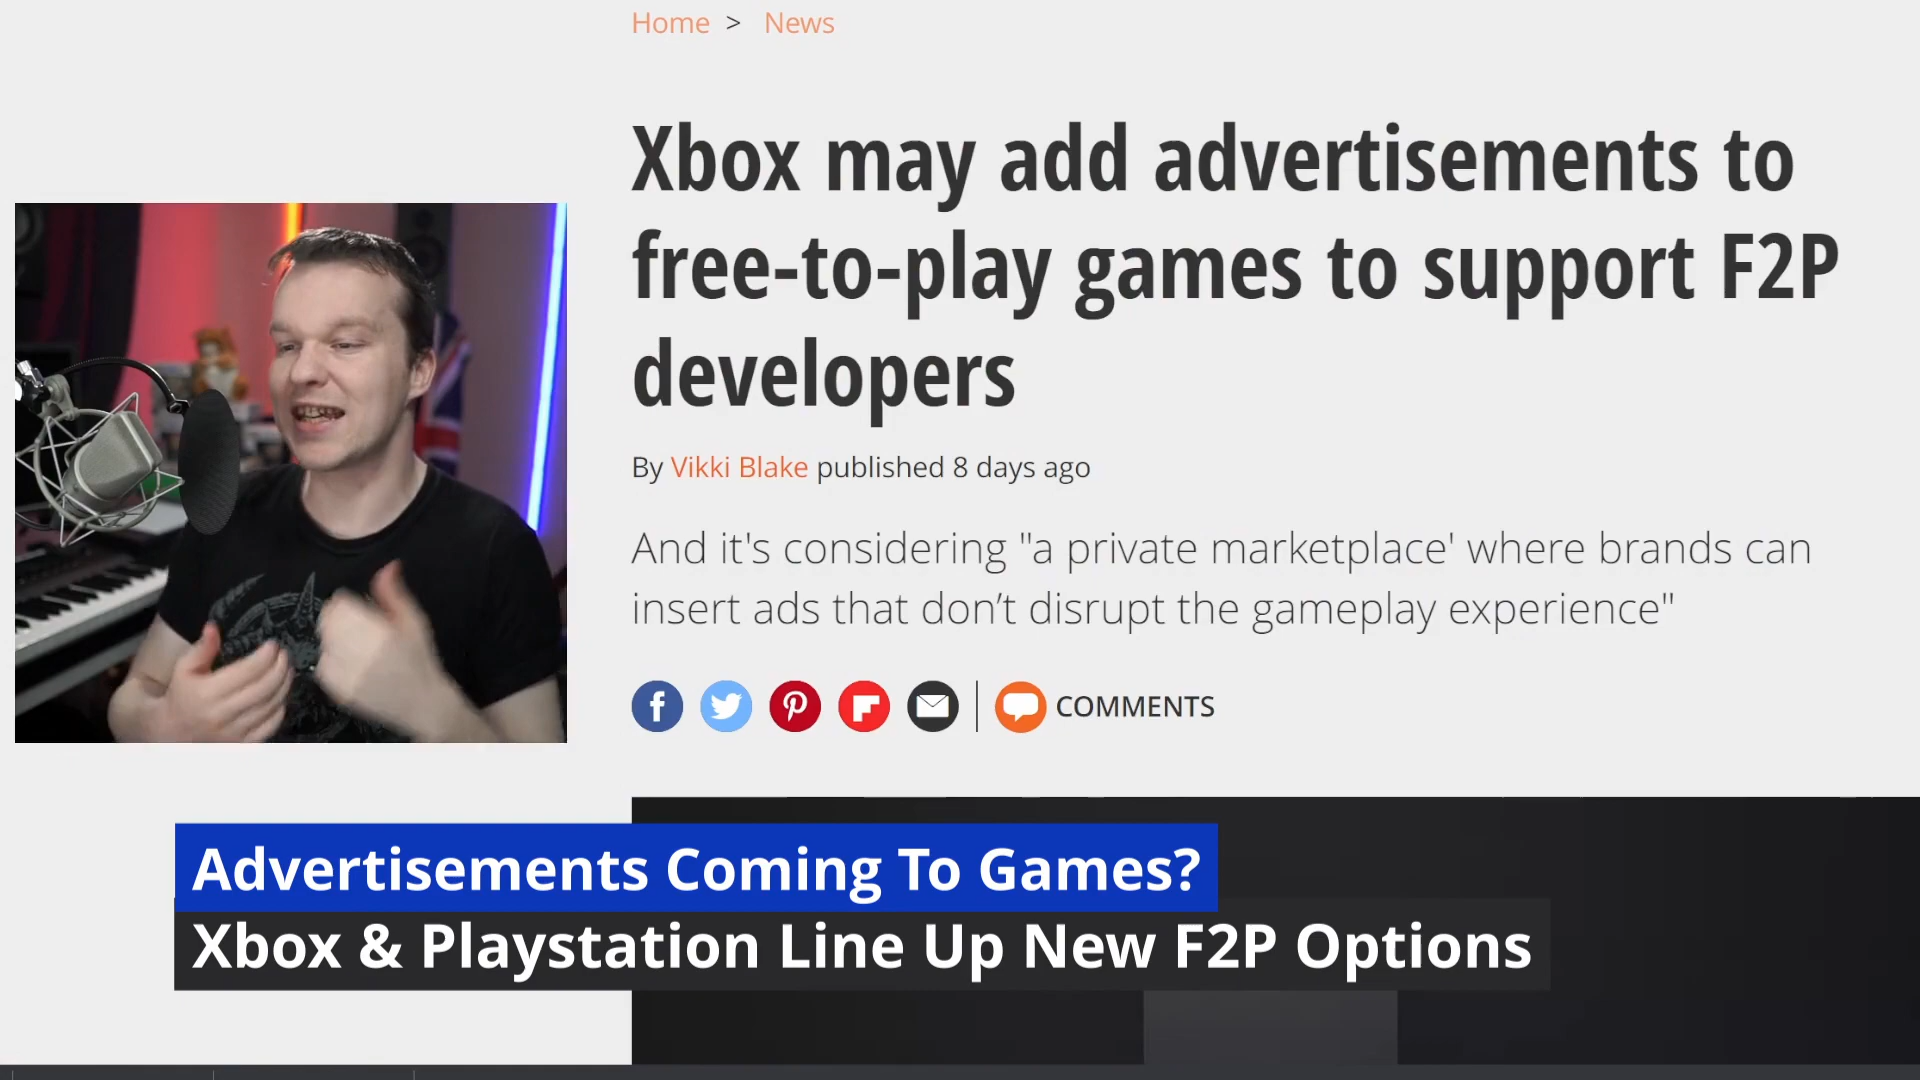 Home > News
Xbox may add advertisements to
free-to-play games to support F2P
developers
By Vikki Blake published 8 days ago
And it's considering "a private marketplace' where brands can
insert ads that don’t disrupt the gameplay experience"
COMMENTS
Advertisements Coming To Games?
Xbox & Playstation Line Up New F2P Options